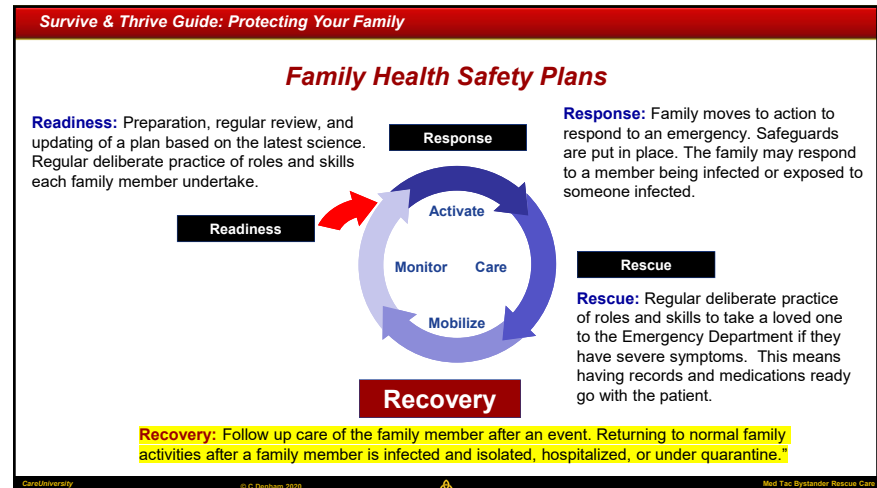 Survive & Thrive Guide: Protecting Your Family
Family Health Safety Plans
Readiness: Preparation, regular review, and
updating of a plan based on the latest science.
Regular deliberate practice of roles and skills
each family member undertake.
Response
Response: Family moves to action to
respond to an emergency. Safeguards
are put in place. The family may respond
to a member being infected or exposed to
someone infected.
Readiness
Activate
Monitor
Care
Mobilize
Rescue
Rescue: Regular deliberate practice
of roles and skills to take a loved one
to the Emergency Department if they
have severe symptoms. This means
having records and medications ready
go with the patient.
Recovery
Recovery: Follow up care of the family member after an event. Returning to normal family
activities after a family member is infected and isolated, hospitalized, or under quarantine.”
CareUniversity
© C Denham 2020
Med Tac Bystander Rescue Care